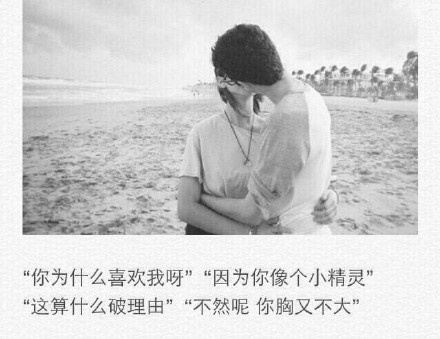 “你为什么喜欢我呀” “因为你像个小精灵”
“这算什么破理由” “不然呢 你胸又不大”